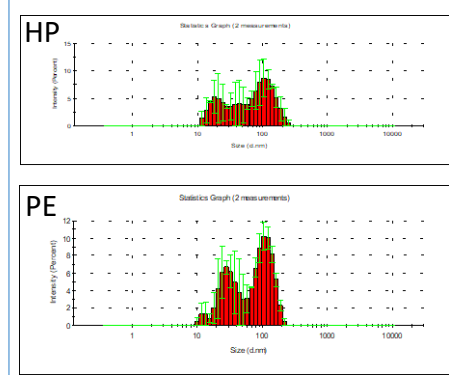 HP
Statistics Graph (2 measurements)
15
10
5
0
Intensity (Percent)
1
10
100
1000
10000
Size (d.nm)
PE
Statistics Graph (2 measurements)
12
10
8
6
4
2
0
Intensity (Percent)
1
10
100
1000
10000
Size (d.nm)